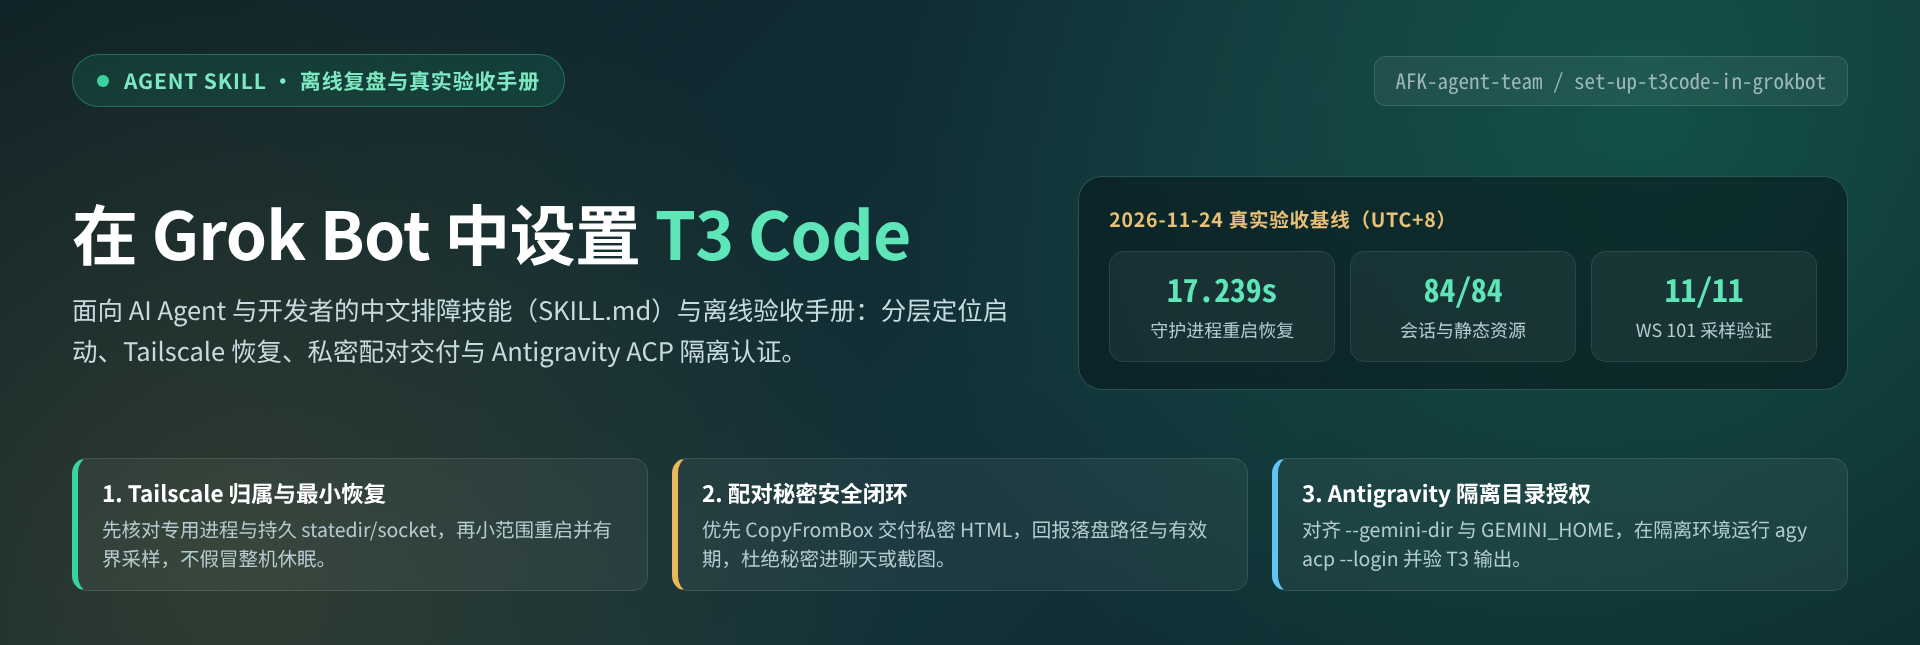 AGENT SKILL · 离线复盘与真实验收手册
AFK-agent-team / set-up-t3code-in-grokbot
在 Grok Bot 中设置 T3 Code
面向 AI Agent 与开发者的中文排障技能（SKILL.md）与离线验收手册：分层定位启
动、Tailscale 恢复、私密配对交付与 Antigravity ACP 隔离认证。
2026-11-24 真实验收基线（UTC+8）
17.239s
守护进程重启恢复
84/84
会话与静态资源
11/11
WS 101 采样验证
1. Tailscale 归属与最小恢复
先核对专用进程与持久 statedir/socket，再小范围重启并有
界采样，不假冒整机休眠。
2. 配对秘密安全闭环
优先 CopyFromBox 交付私密 HTML，回报落盘路径与有效
期，杜绝秘密进聊天或截图。
3. Antigravity 隔离目录授权
对齐 --gemini-dir 与 GEMINI_HOME，在隔离环境运行 agy
acp --login 并验 T3 输出。